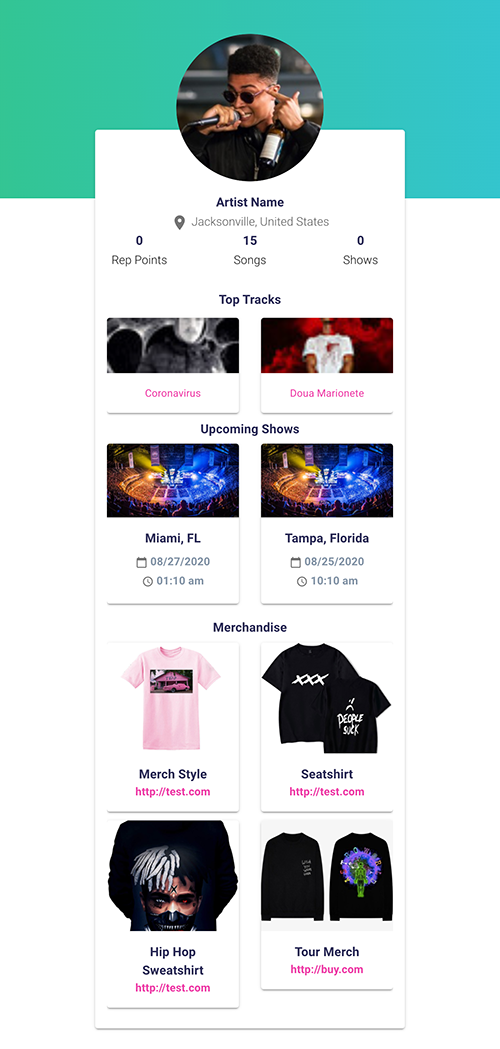 Artist Name
Jacksonville, United States
0 15 0
Rep Points Songs Shows
Top Tracks
Coronavirus Doua Marionete
Upcoming Shows
Miami, FL Tampa, Florida
08/27/2020 08/25/2020
01:10 am 10:10 am
Merchandise
XXX
PEOPLE
SUCK
Merch Style Seatshirt
http://test.com http://test.com
Hip Hop Tour Merch
Sweatshirt http://buy.com
http://test.com